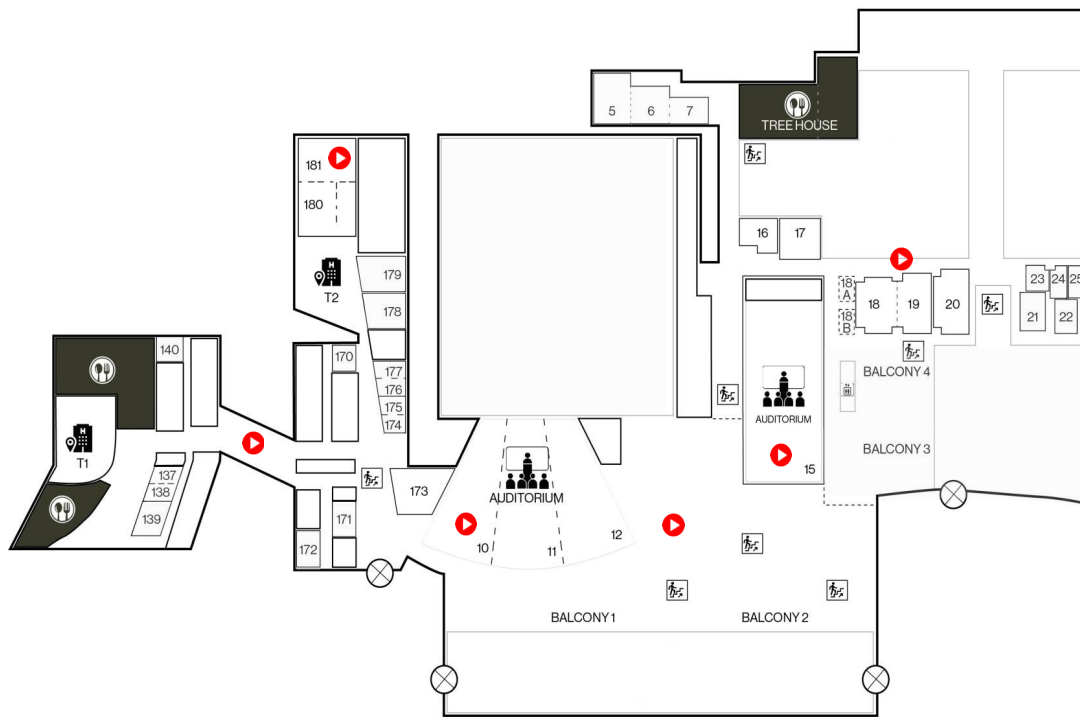 5
6
7
TREE HOUSE
181
180
T2
179
178
177
176
175
174
170
140
T1
137
138
139
172
171
173
AUDITORIUM
10
11
12
16
17
18
A
18
B
18
19
20
23
24
25
21
22
AUDITORIUM
15
BALCONY 4
BALCONY 3
BALCONY 1
BALCONY 2
H
H